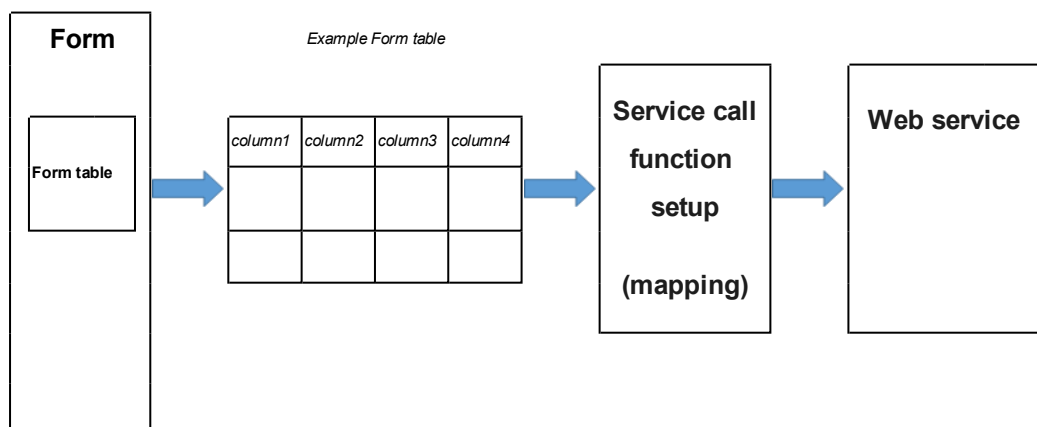 Form
Example Form table
Form table
column1 column2 column3 column4
Service call
function
setup
(mapping)
Web service